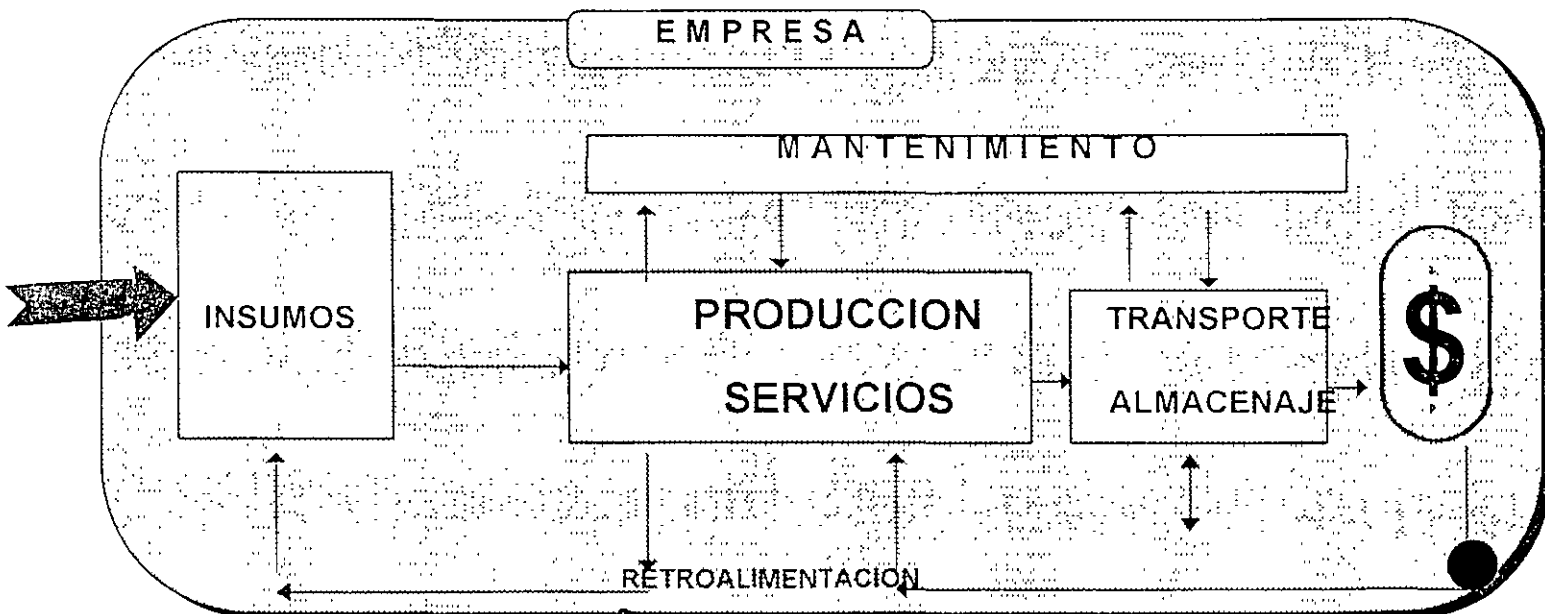 EMPRESA
MANTENIMIENTO
INSUMOS
PRODUCCION
SERVICIOS
TRANSPORTE
ALMACENAJE
$
RETROALIMENTACION